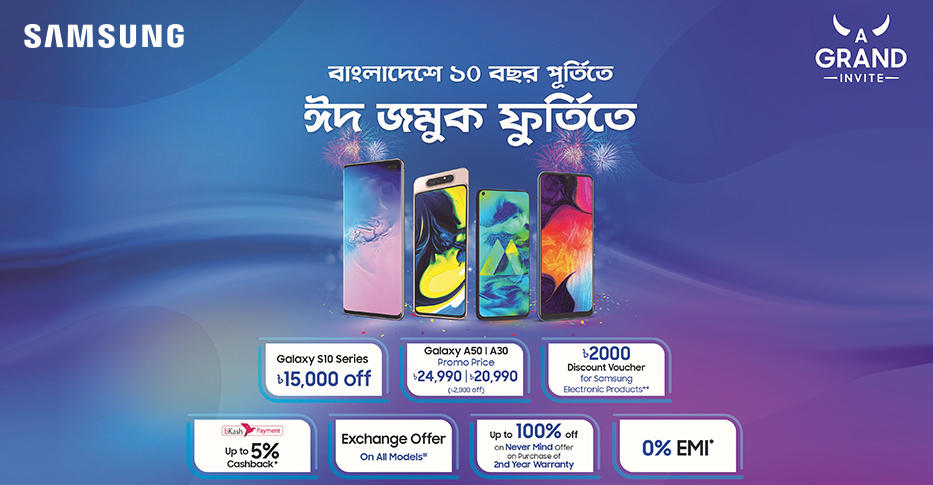 SAMSUNG
A
GRAND
INVITE
বাংলাদেশে ১০ বছর পূর্তিতে
ঈদ জমুক ফুর্তিতে
Galaxy S10 Series
৳15,000 off
Galaxy A50 | A30
Promo Price
৳24,990 | ৳20,990
(৳2,000 off)
৳2000
Discount Voucher
for Samsung
Electronic Products**
bKash Payment
Up to 5%
Cashback*
Exchange Offer
On All Models
Up to 100% off
on Never Mind Offer
on Purchase of
2nd Year Warranty
0% EMI*